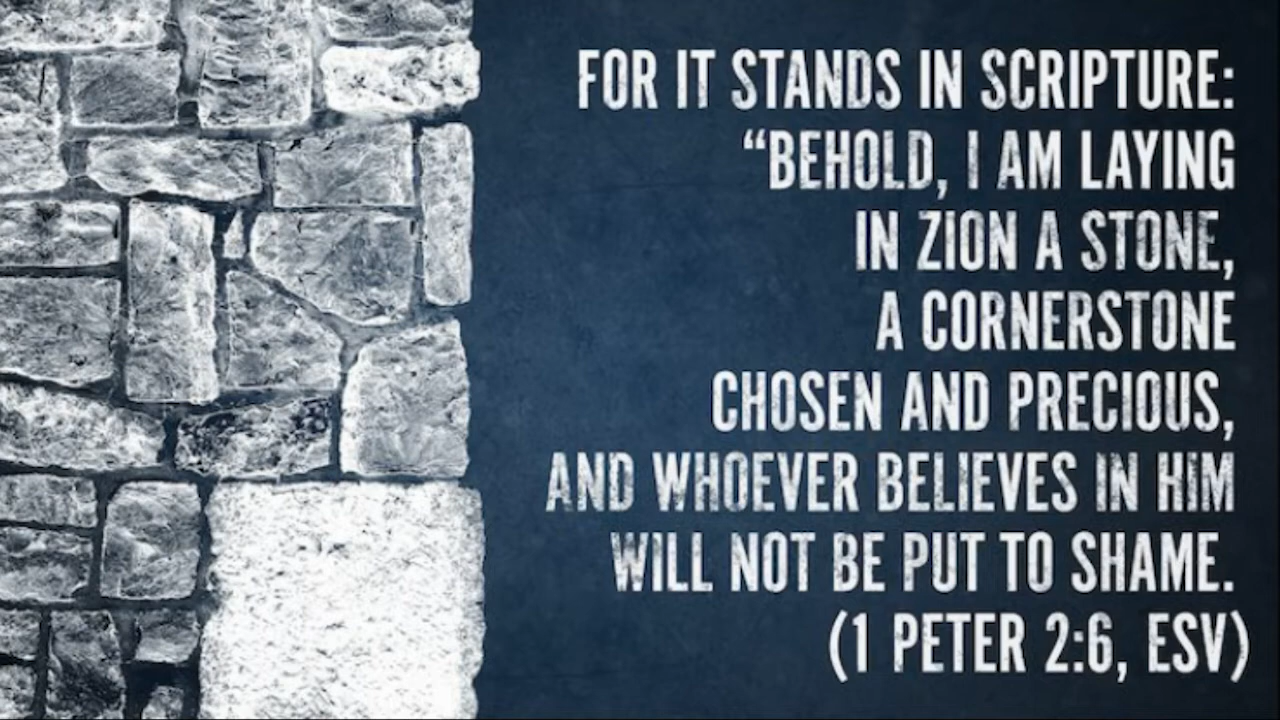 FOR IT STANDS IN SCRIPTURE:
“BEHOLD, I AM LAYING
IN ZION A STONE,
A CORNERSTONE
CHOSEN AND PRECIOUS,
AND WHOEVER BELIEVES IN HIM
WILL NOT BE PUT TO SHAME.
(1 PETER 2:6, ESV)